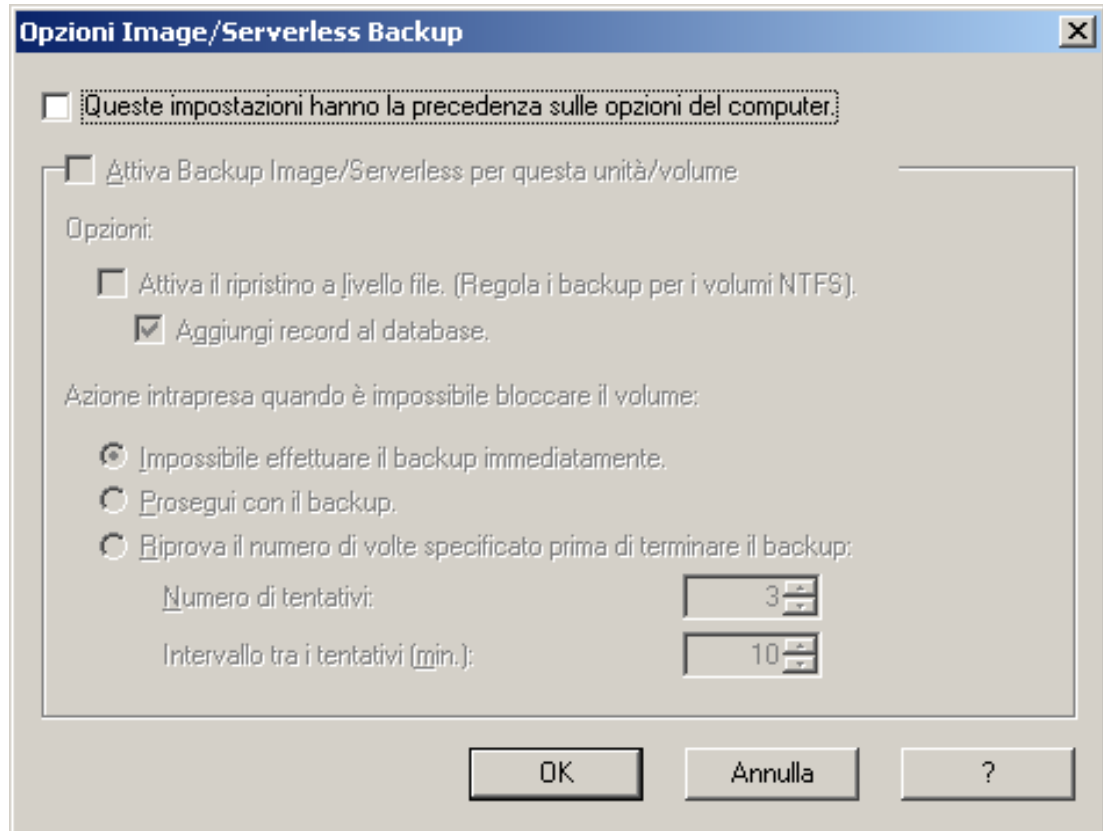 Opzioni Image/Serverless Backup
Queste impostazioni hanno la precedenza sulle opzioni del computer.
Attiva Backup Image/Serverless per questa unità/volume
Opzioni:
Attiva il ripristino a livello file. (Regola i backup per i volumi NTFS).
Aggiungi record al database.
Azione intrapresa quando è impossibile bloccare il volume:
Impossibile effettuare il backup immediatamente.
Prosegui con il backup.
Riprova il numero di volte specificato prima di terminare il backup:
Numero di tentativi: 3
Intervallo tra i tentativi (min.): 10
OK Annulla ?